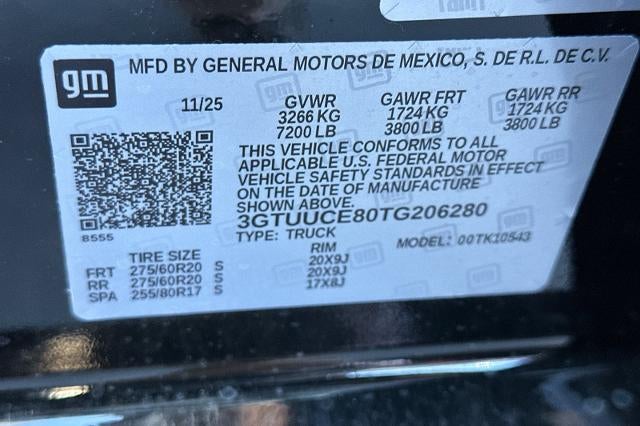 gm
MFD BY GENERAL MOTORS DE MEXICO, S. DE R.L. DE C.V.
11/25 GVWR GAWR FRT GAWR RR
3266 KG 1724 KG 1724 KG
7200 LB 3800 LB 3800 LB
THIS VEHICLE CONFORMS TO ALL
APPLICABLE U.S. FEDERAL MOTOR
VEHICLE SAFETY STANDARDS IN EFFECT
ON THE DATE OF MANUFACTURE
SHOWN ABOVE.
3GTUUCE80TG206280
8555
TYPE: TRUCK MODEL: 00TK10543
TIRE SIZE RIM
FRT 275/60R20 S 20X9J
RR 275/60R20 S 20X9J
SPA 255/80R17 S 17X8J